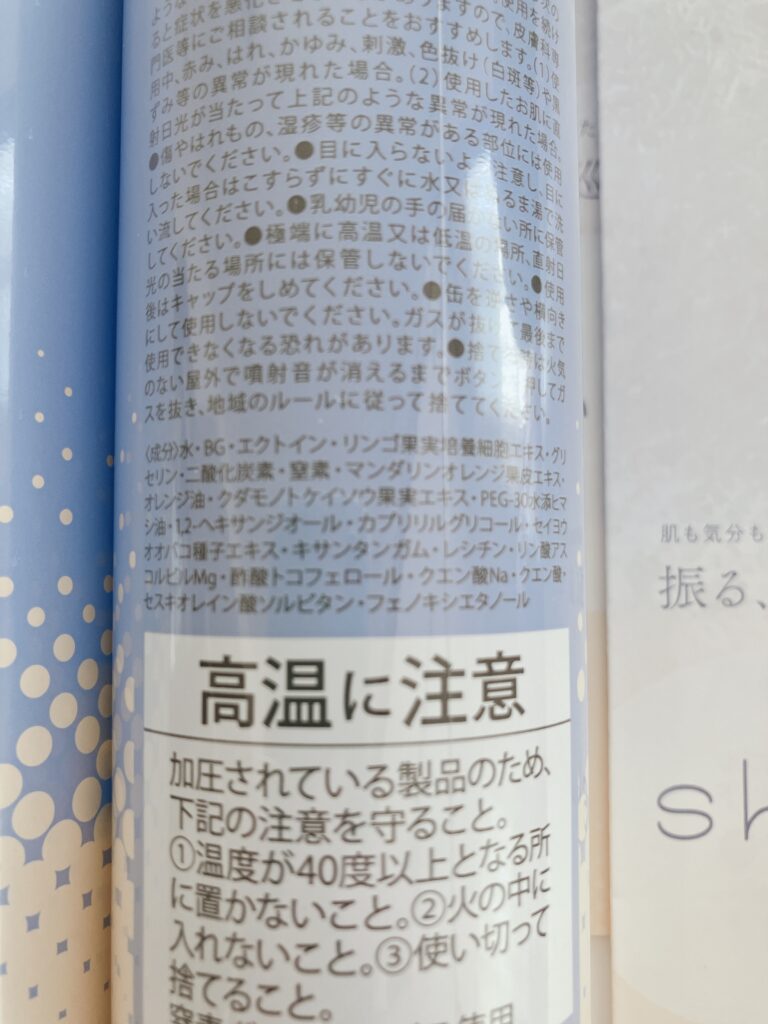 ると症状を悪化させ
ありますので、皮膚科専
門医等にご相談されることをおすすめします。(1)使
用中、赤み、はれ、かゆみ、刺激、色抜け(白斑等)や黒
ずみ等の異常が現れた場合。(2)使用したお肌に直
射日光が当たって上記のような異常が現れた場合。
●傷やはれもの、湿疹等の異常がある部位には使用
しないでください。●目に入らないよう注意し、目に
入った場合はこすらずにすぐに水又はぬるま湯で洗
い流してください。●乳幼児の手の届かない所に保管
してください。●極端に高温又は低温の場所、直射日
光の当たる場所には保管しないでください。●使用
後はキャップをしめてください。●缶を逆さや横向き
にして使用しないでください。ガスが抜けて最後まで
使用できなくなる恐れがあります。●捨てる時は火気
のない屋外で噴射音が消えるまでボタンを押してガ
スを抜き、地域のルールに従って捨ててください。
〈成分〉水・BG・エクトイン・リンゴ果実培養細胞エキス・グリ
セリン・二酸化炭素・窒素・マンダリンオレンジ果皮エキス・
オレンジ油・クダモノトケイソウ果実エキス・PEG-30水添ヒマ
シ油・1,2-ヘキサンジオール・カプリリルグリコール・セイヨウ
オオバコ種子エキス・キサンタンガム・レシチン・リン酸アス
コルビルMg・酢酸トコフェロール・クエン酸Na・クエン酸・
セスキオレイン酸ソルビタン・フェノキシエタノール
高温に注意
加圧されている製品のため、
下記の注意を守ること。
①温度が40度以上となる所
に置かないこと。②火の中に
入れないこと。③使い切って
捨てること。
肌も気分も
振る、
sh